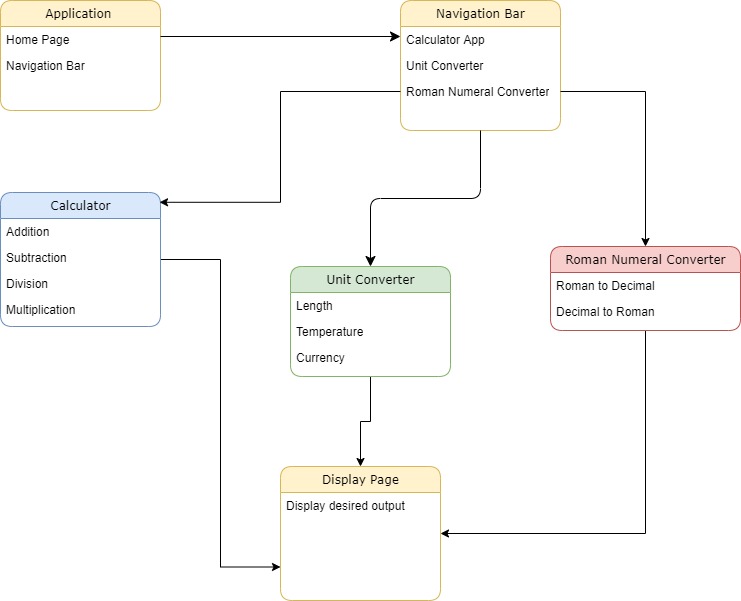 Application
Home Page
Navigation Bar
Navigation Bar
Calculator App
Unit Converter
Roman Numeral Converter
Calculator
Addition
Subtraction
Division
Multiplication
Unit Converter
Length
Temperature
Currency
Roman Numeral Converter
Roman to Decimal
Decimal to Roman
Display Page
Display desired output